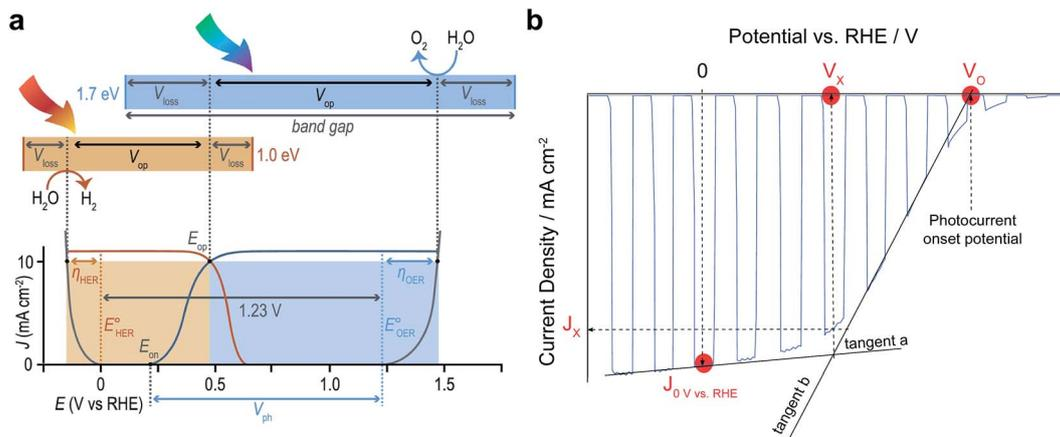 a
O₂ H₂O
1.7 eV
V_loss V_op V_loss
band gap
V_loss V_op V_loss 1.0 eV
H₂O H₂
E_op
10
η_HER η_OER
1.23 V
E°_HER E°_OER
E_on
J (mA cm⁻²)
0
0 0.5 1.0 1.5
E (V vs RHE)
V_ph
b
Potential vs. RHE / V
0 V_X V_O
Current Density / mA cm⁻²
Photocurrent
onset potential
J_X
tangent a
J_0 V vs. RHE
tangent b